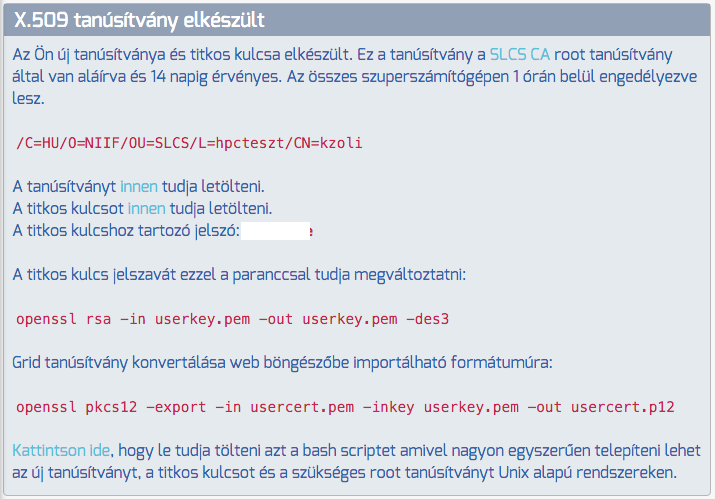 X.509 tanúsítvány elkészült
Az Ön új tanúsítványa és titkos kulcsa elkészült. Ez a tanúsítvány a SLCS CA root tanúsítvány
által van aláírva és 14 napig érvényes. Az összes szuperszámítógépen 1 órán belül engedélyezve
lesz.
/C=HU/O=NIIF/OU=SLCS/L=hpcteszt/CN=kzoli
A tanúsítványt innen tudja letölteni.
A titkos kulcsot innen tudja letölteni.
A titkos kulcshoz tartozó jelszó:
A titkos kulcs jelszavát ezzel a paranccsal tudja megváltoztatni:
openssl rsa -in userkey.pem -out userkey.pem -des3
Grid tanúsítvány konvertálása web böngészőbe importálható formátumúra:
openssl pkcs12 -export -in usercert.pem -inkey userkey.pem -out usercert.p12
Kattintson ide, hogy le tudja tölteni azt a bash scriptet amivel nagyon egyszerűen telepíteni lehet
az új tanúsítványt, a titkos kulcsot és a szükséges root tanúsítványt Unix alapú rendszereken.